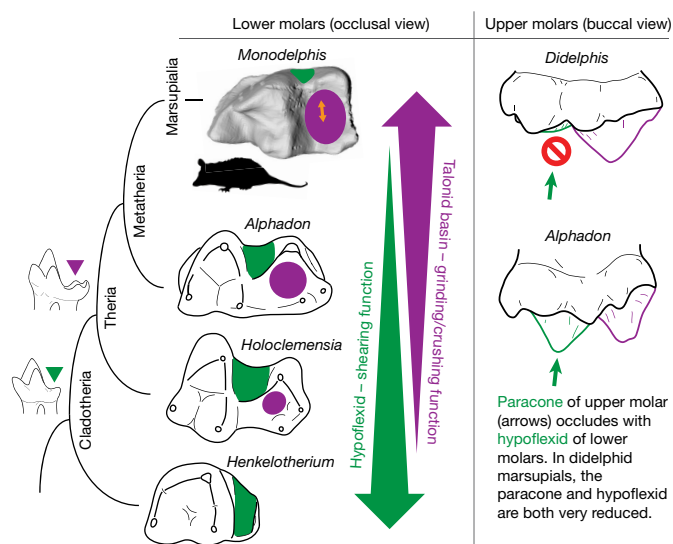 Lower molars (occlusal view)
Upper molars (buccal view)
Monodelphis
Didelphis
Marsupialia
Metatheria
Alphadon
Alphadon
Theria
Holoclemensia
Cladotheria
Henkelotherium
Hypoflexid – shearing function
Talonid basin – grinding/crushing function
Paracone of upper molar
(arrows) occludes with
hypoflexid of lower
molars. In didelphid
marsupials, the
paracone and hypoflexid
are both very reduced.